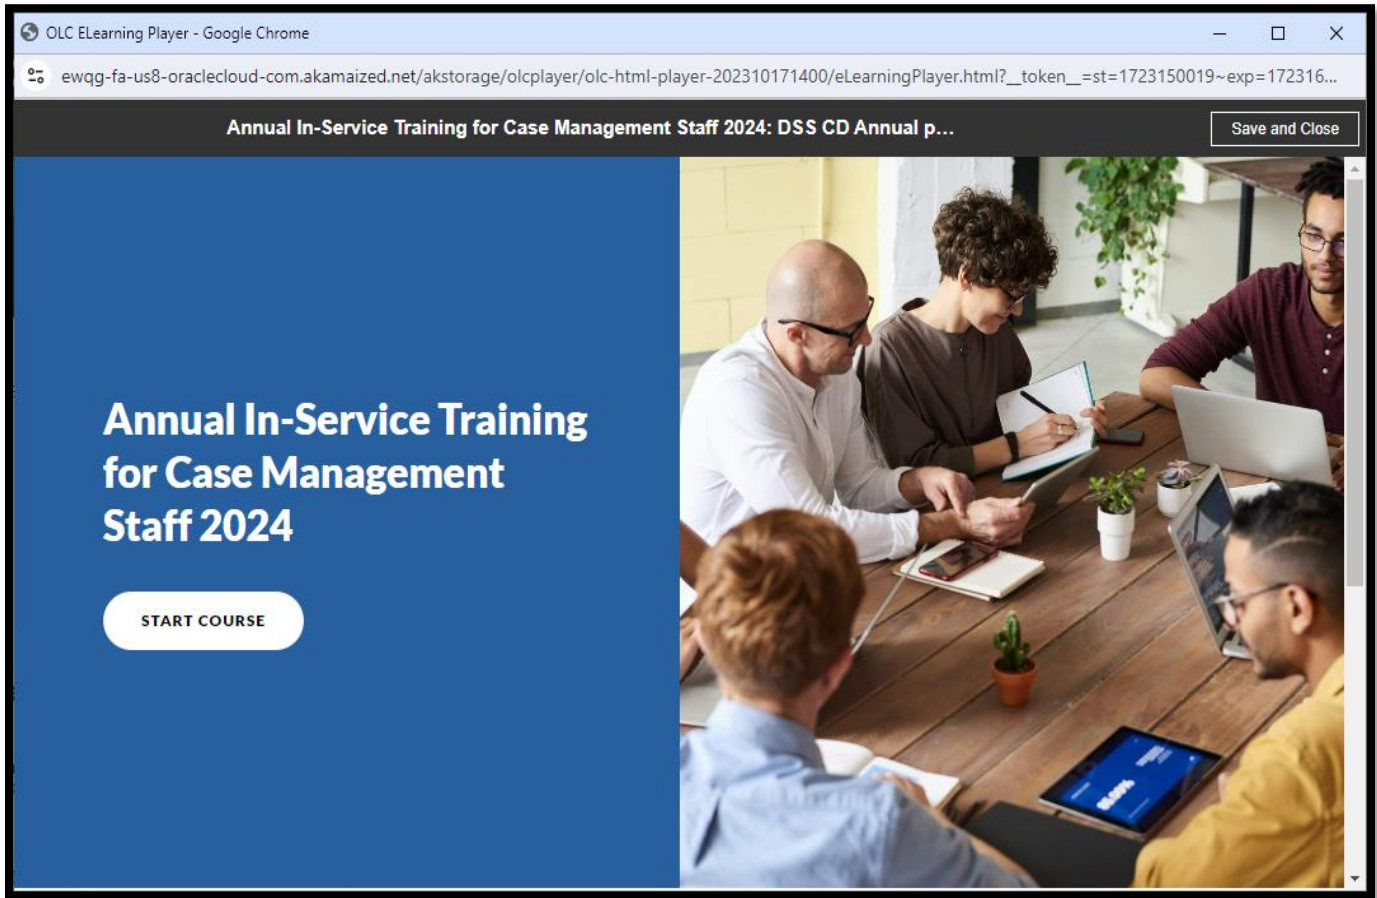 OLC ELearning Player - Google Chrome
ewqg-fa-us8-oraclecloud-com.akamaized.net/akstorage/olcplayer/olc-html-player-202310171400/eLearningPlayer.html?__token__=st=1723150019~exp=172316...
Annual In-Service Training for Case Management Staff 2024: DSS CD Annual p...
Save and Close
Annual In-Service Training
for Case Management
Staff 2024
START COURSE